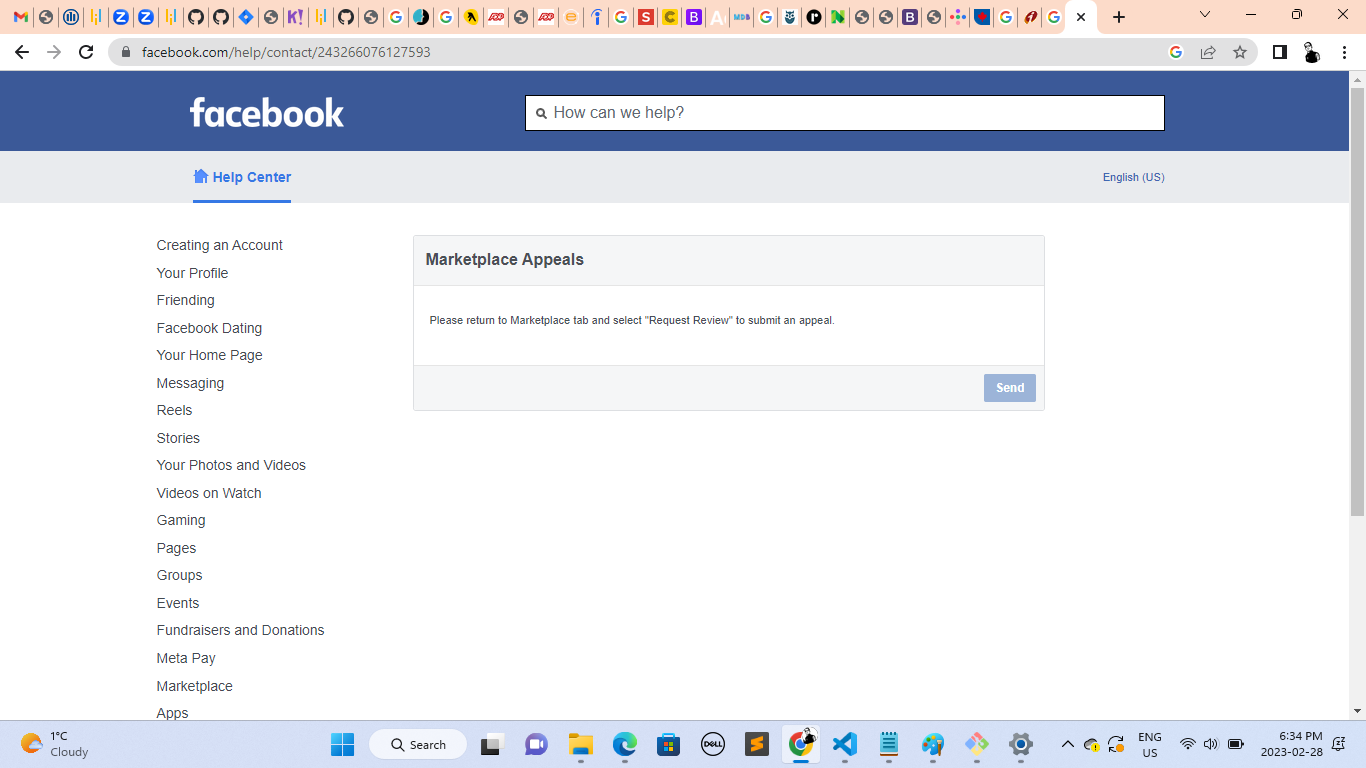 facebook.com/help/contact/243266076127593
facebook
How can we help?
Help Center
English (US)
Creating an Account
Your Profile
Friending
Facebook Dating
Your Home Page
Messaging
Reels
Stories
Your Photos and Videos
Videos on Watch
Gaming
Pages
Groups
Events
Fundraisers and Donations
Meta Pay
Marketplace
Apps
Marketplace Appeals
Please return to Marketplace tab and select "Request Review" to submit an appeal.
Send
1°C
Cloudy
Search
DELL
ENG
US
6:34 PM
2023-02-28